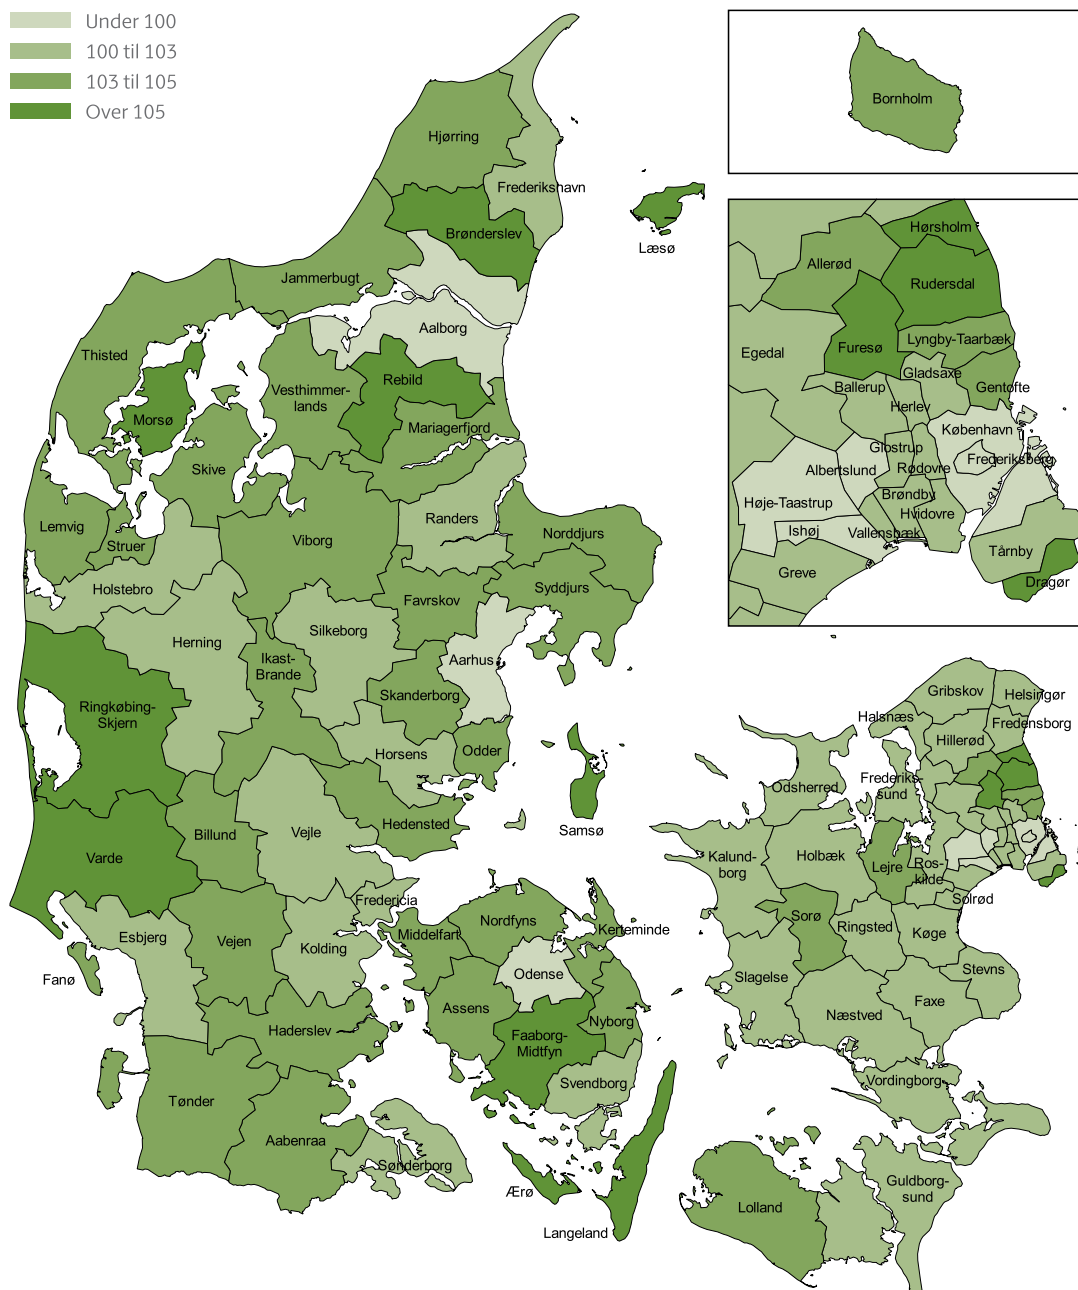 Under 100
100 til 103
103 til 105
Over 105
Bornholm
Hjørring
Frederikshavn
Brønderslev
Læsø
Jammerbugt
Aalborg
Thisted
Rebild
Vesthimmer-
lands
Morsø
Mariagerfjord
Skive
Randers
Lemvig
Struer
Viborg
Norddjurs
Holstebro
Favrskov
Syddjurs
Herning
Silkeborg
Aarhus
Ikast-
Brande
Skanderborg
Ringkøbing-
Skjern
Horsens
Odder
Samsø
Hedensted
Billund
Vejle
Varde
Fredericia
Esbjerg
Vejen
Kolding
Fanø
Haderslev
Tønder
Aabenraa
Sønderborg
Nordfyns
Middelfart
Kerteminde
Odense
Assens
Nyborg
Faaborg-
Midtfyn
Svendborg
Ærø
Langeland
Hørsholm
Allerød
Rudersdal
Egedal
Furesø
Lyngby-Taarbæk
Gladsaxe
Ballerup
Gentofte
Herlev
København
Glostrup
Frederiksberg
Albertslund
Rødovre
Høje-Taastrup
Brøndby
Hvidovre
Ishøj
Vallensbæk
Tårnby
Greve
Dragør
Gribskov
Helsingør
Halsnæs
Fredensborg
Hillerød
Frederiks-
sund
Odsherred
Kalund-
borg
Holbæk
Lejre
Ros-
kilde
Solrød
Sorø
Ringsted
Køge
Slagelse
Stevns
Faxe
Næstved
Vordingborg
Guldborg-
sund
Lolland